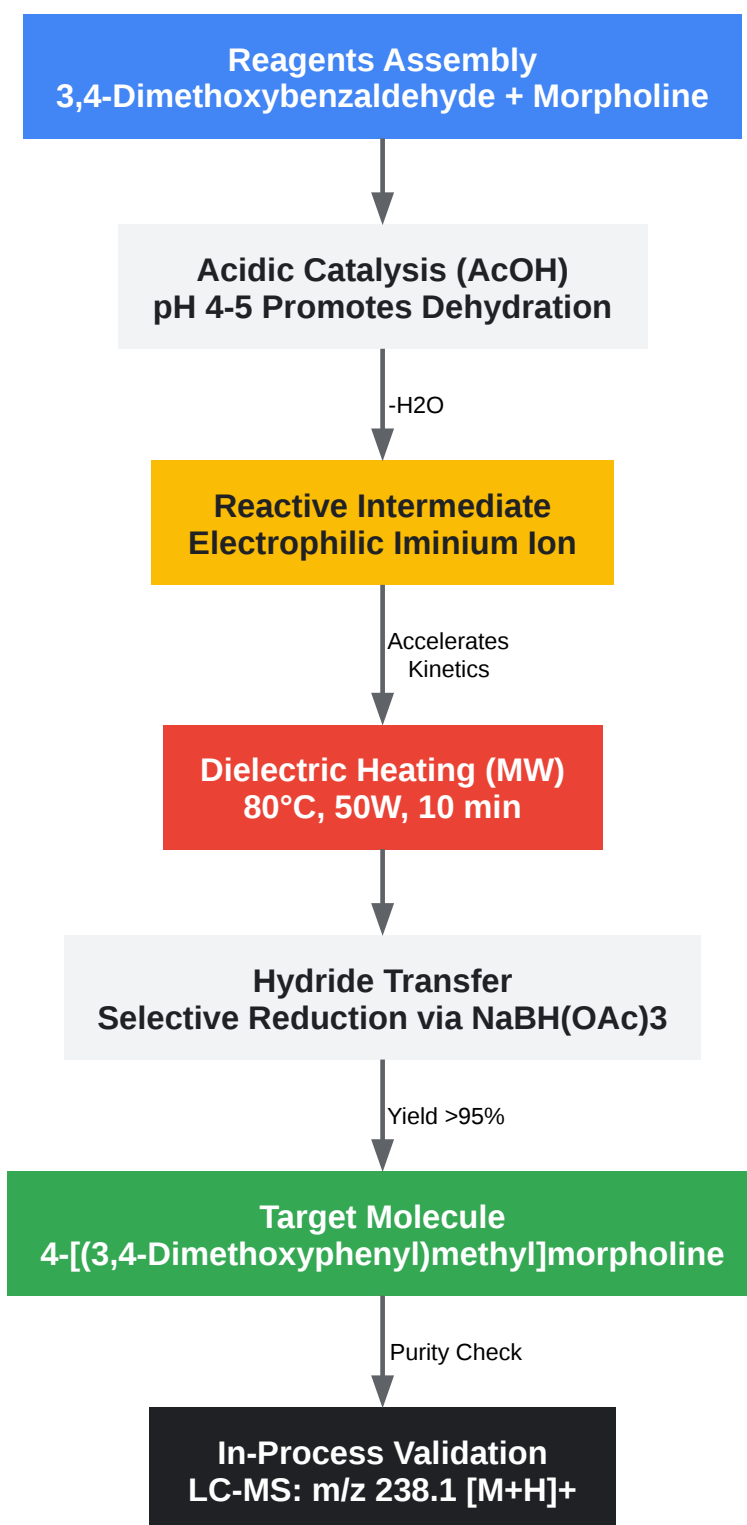 Reagents Assembly
3,4-Dimethoxybenzaldehyde + Morpholine
Acidic Catalysis (AcOH)
pH 4-5 Promotes Dehydration
-H2O
Reactive Intermediate
Electrophilic Iminium Ion
Accelerates
Kinetics
Dielectric Heating (MW)
80°C, 50W, 10 min
Hydride Transfer
Selective Reduction via NaBH(OAc)3
Yield >95%
Target Molecule
4-[(3,4-Dimethoxyphenyl)methyl]morpholine
Purity Check
In-Process Validation
LC-MS: m/z 238.1 [M+H]+